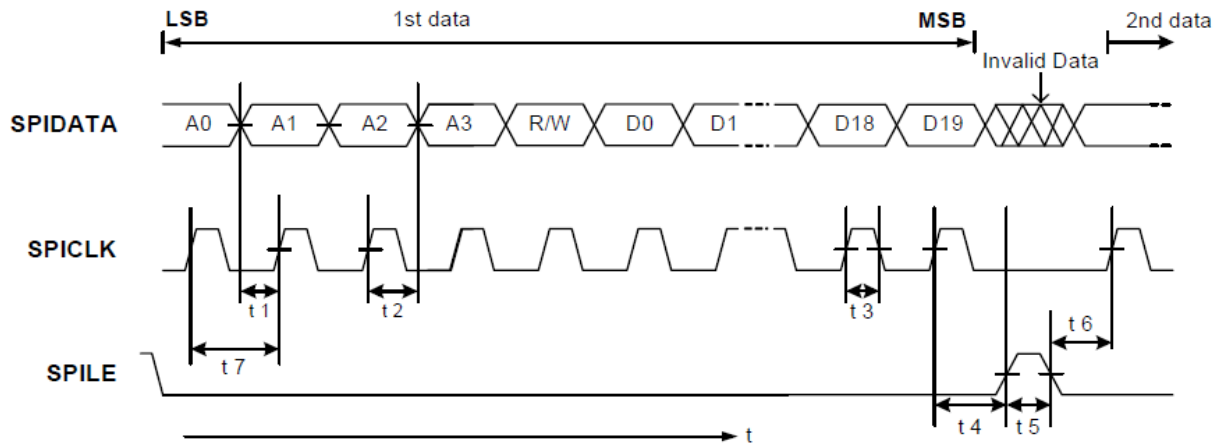 LSB 1st data MSB 2nd data
Invalid Data
SPIDATA A0 A1 A2 A3 R/W D0 D1 D18 D19
SPICLK
t 1 t 2 t 3
t 6
t 7
SPILE
t 4 t 5
t